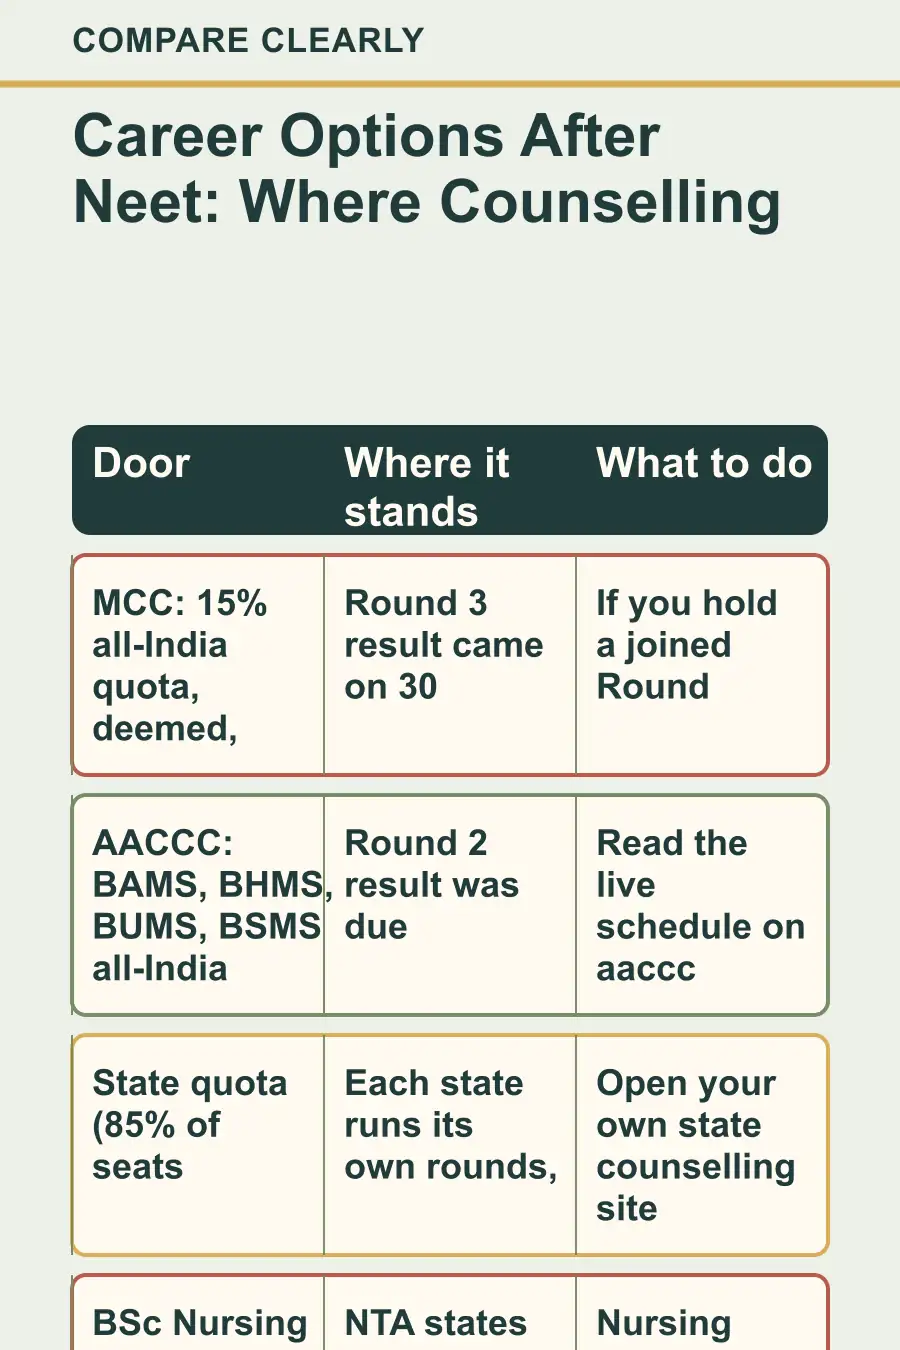 COMPARE CLEARLY
Career Options After
Neet: Where Counselling
Door
Where it
stands
What to do
MCC: 15%
all-India
quota,
deemed,
Round 3
result came
on 30
If you hold
a joined
Round
AACCC:
BAMS, BHMS,
BUMS, BSMS
all-India
Round 2
result was
due
Read the
live
schedule on
aaccc
State quota
(85% of
seats
Each state
runs its
own rounds,
Open your
own state
counselling
site
BSc Nursing
NTA states
Nursing